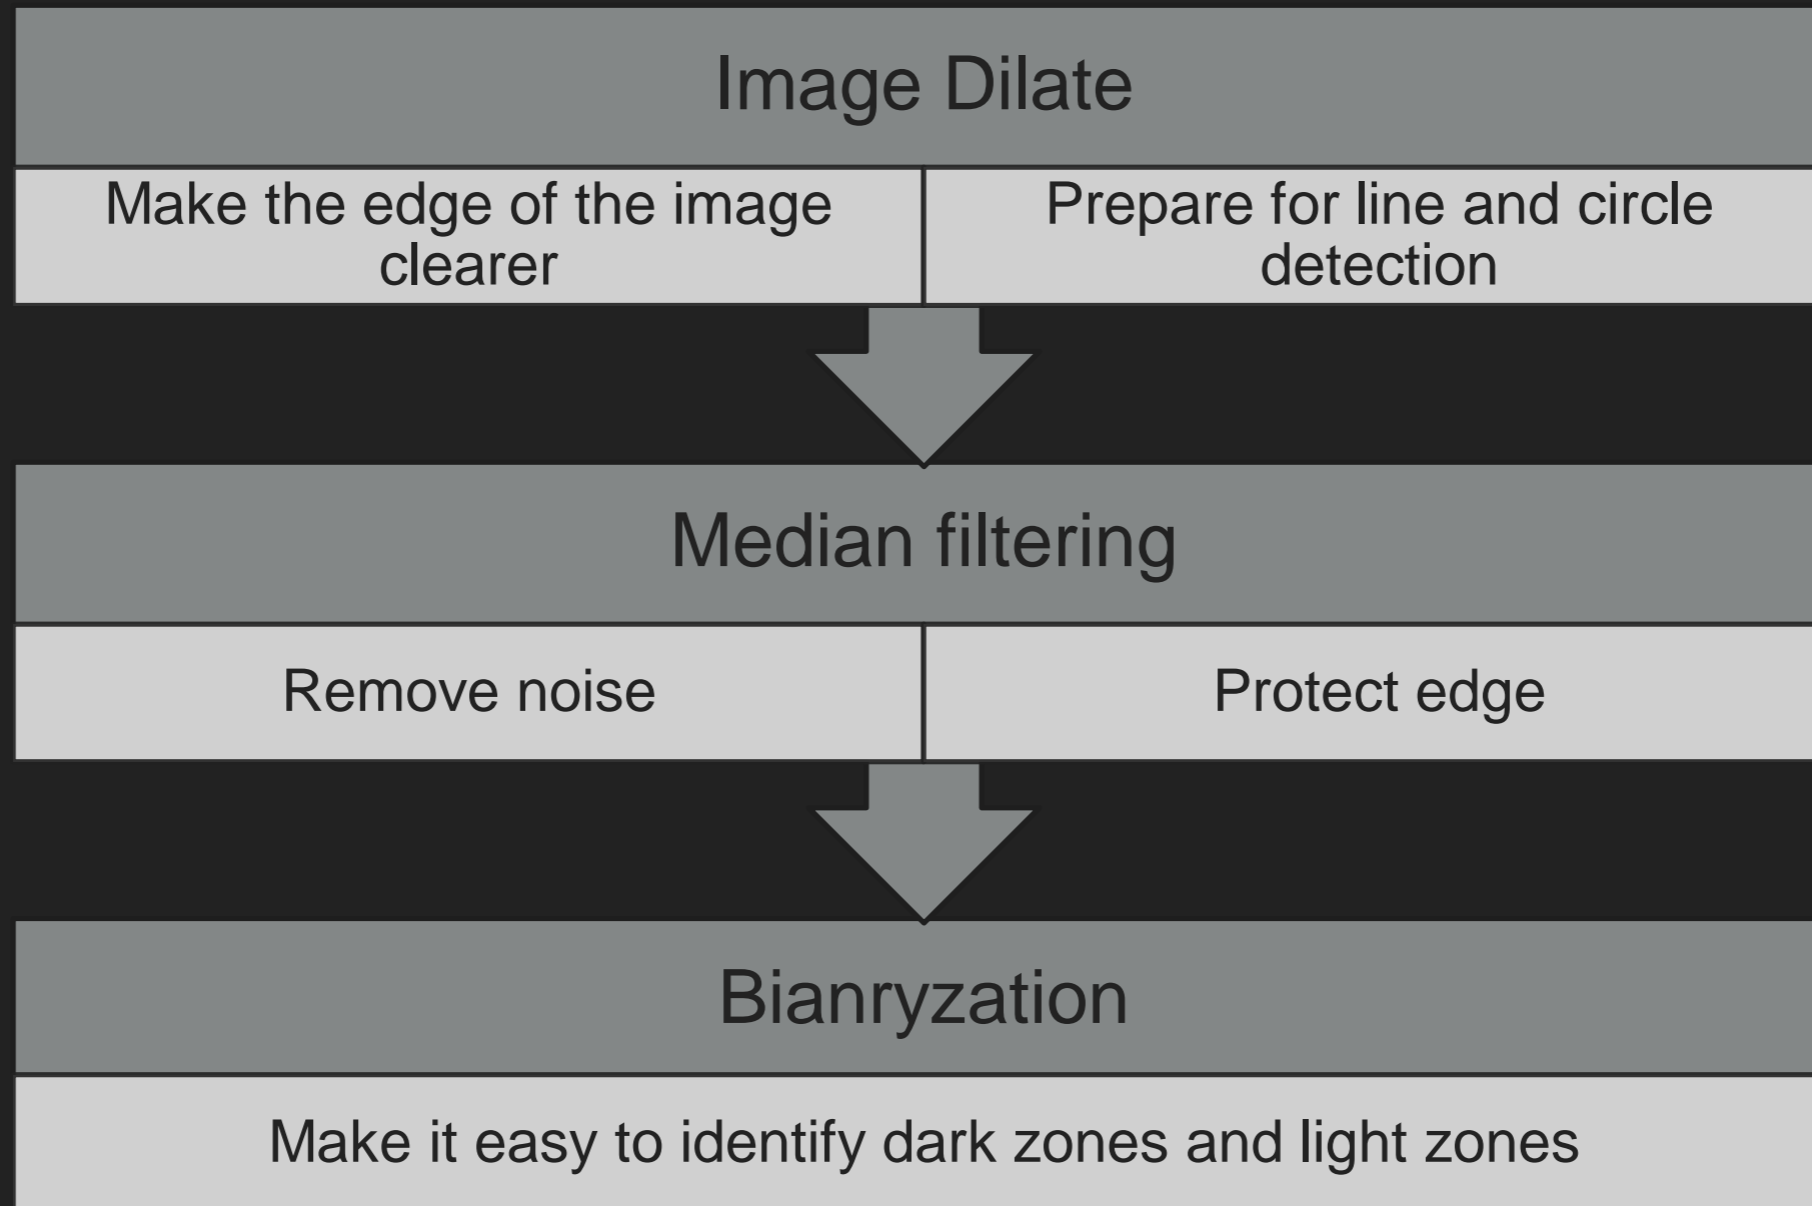 Image Dilate
Make the edge of the image
clearer
Prepare for line and circle
detection
Median filtering
Remove noise
Protect edge
Bianryzation
Make it easy to identify dark zones and light zones